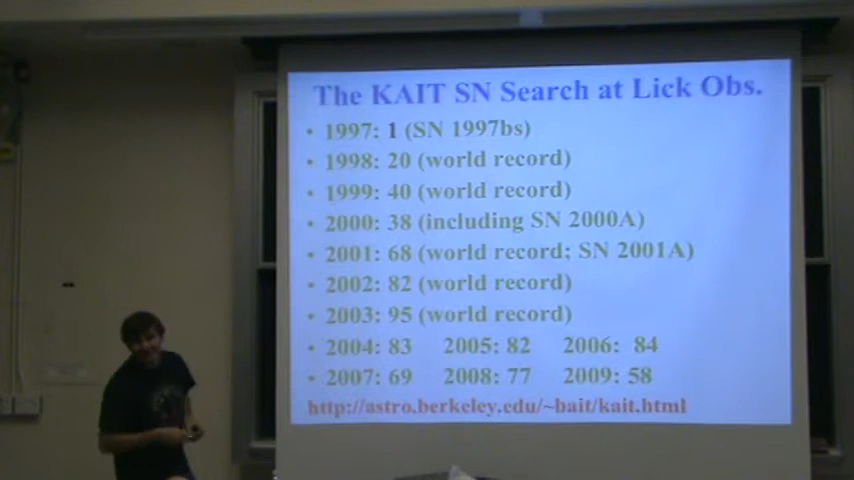 The KAIT SN Search at Lick Obs.
• 1997: 1 (SN 1997bs)
• 1998: 20 (world record)
• 1999: 40 (world record)
• 2000: 38 (including SN 2000A)
• 2001: 68 (world record; SN 2001A)
• 2002: 82 (world record)
• 2003: 95 (world record)
• 2004: 83 2005: 82 2006: 84
• 2007: 69 2008: 77 2009: 58
http://astro.berkeley.edu/~bait/kait.html